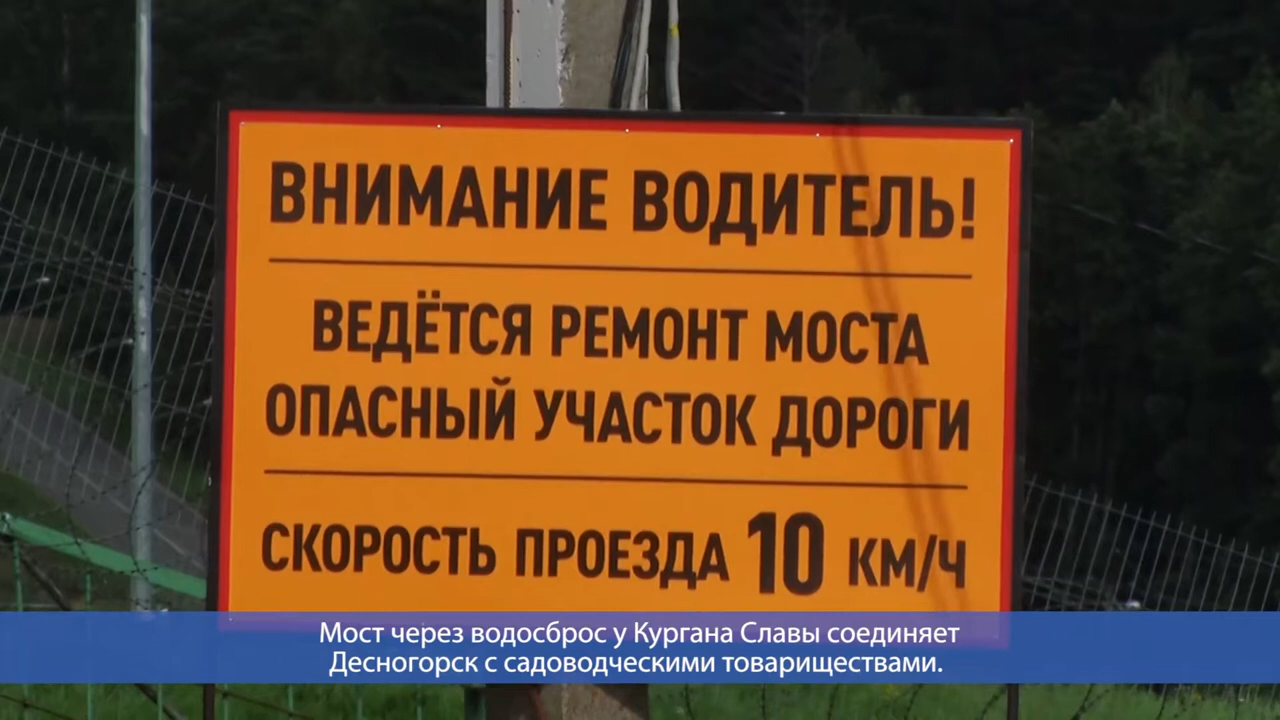 ВНИМАНИЕ ВОДИТЕЛЬ!
ВЕДЁТСЯ РЕМОНТ МОСТА
ОПАСНЫЙ УЧАСТОК ДОРОГИ
СКОРОСТЬ ПРОЕЗДА 10 КМ/Ч
Мост через водосброс у Кургана Славы соединяет
Десногорск с садоводческими товариществами.